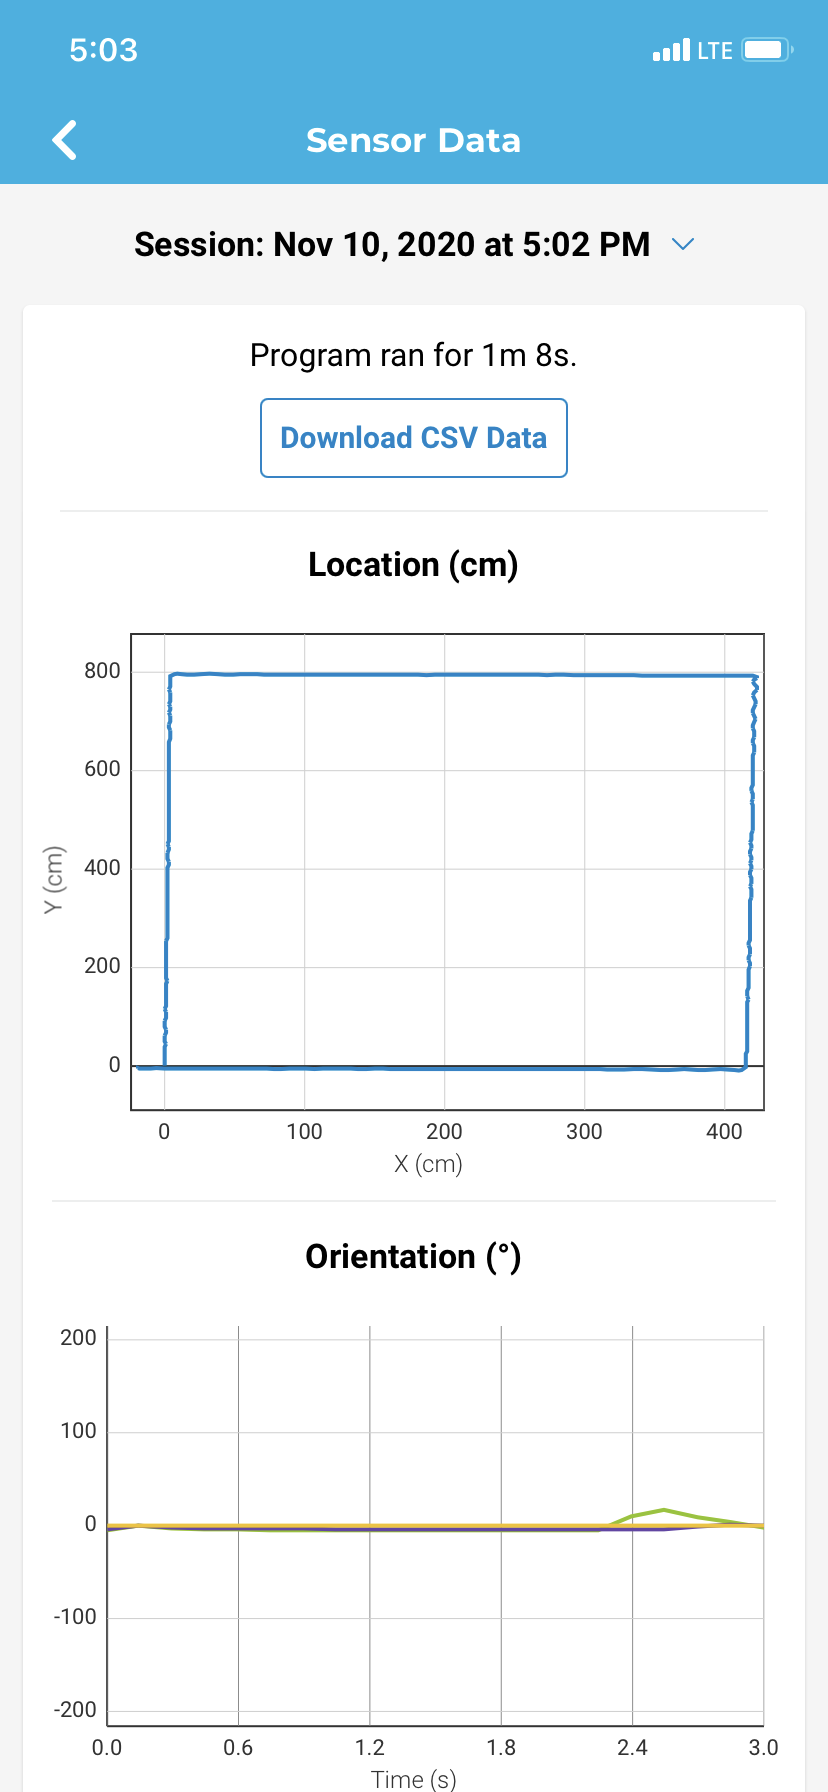 5:03
LTE
Sensor Data
Session: Nov 10, 2020 at 5:02 PM
Program ran for 1m 8s.
Download CSV Data
Location (cm)
800
600
400
200
0
Y (cm)
0 100 200 300 400
X (cm)
Orientation (°)
200
100
0
-100
-200
0.0 0.6 1.2 1.8 2.4 3.0
Time (s)